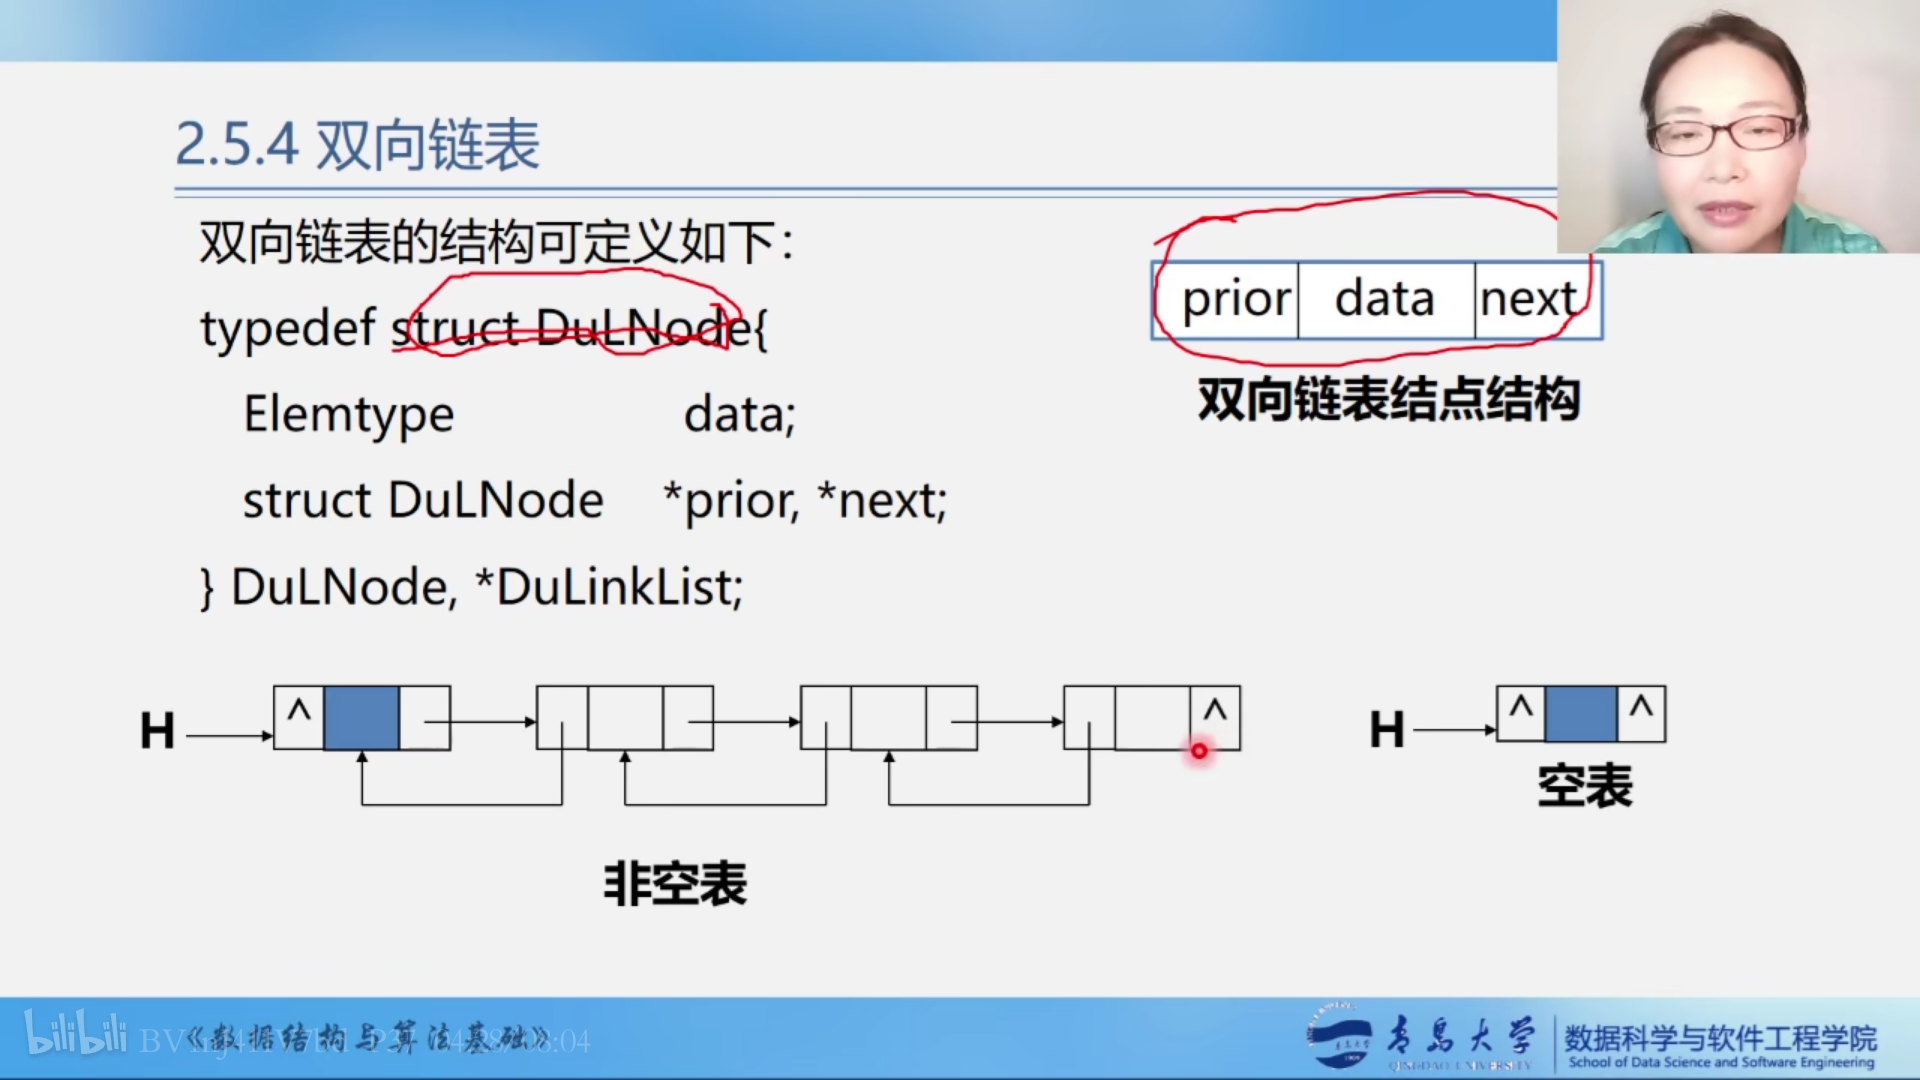 2.5.4 双向链表
双向链表的结构可定义如下：
typedef struct DuLNode{
Elemtype data;
struct DuLNode *prior, *next;
} DuLNode, *DuLinkList;
prior data next
双向链表结点结构
H ^ ^
非空表
H ^ ^
空表
bilibili
《数据结构与算法基础》
青岛大学
QINGDAO UNIVERSITY
数据科学与软件工程学院
School of Data Science and Software Engineering